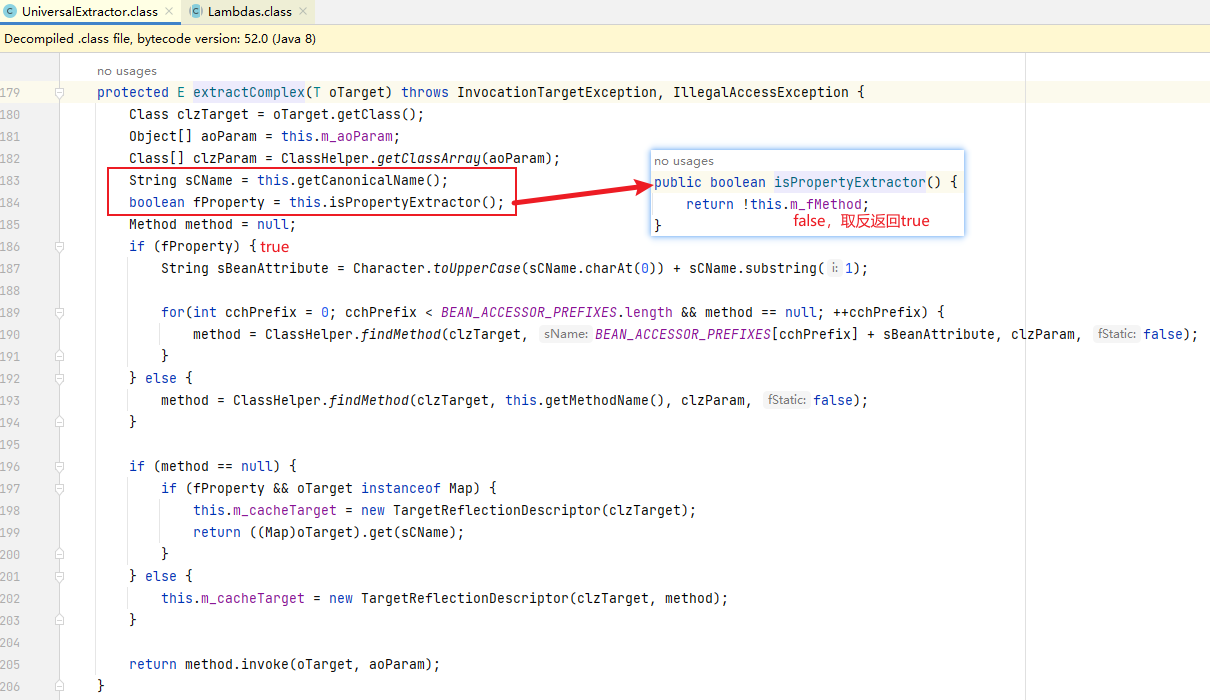 UniversalExtractor.class × Lambdas.class ×
Decompiled .class file, bytecode version: 52.0 (Java 8)
no usages
179 protected E extractComplex(T oTarget) throws InvocationTargetException, IllegalAccessException {
180 Class clzTarget = oTarget.getClass();
181 Object[] aoParam = this.m_aoParam;
182 Class[] clzParam = ClassHelper.getClassArray(aoParam);
183 String sCName = this.getCanonicalName();
184 boolean fProperty = this.isPropertyExtractor();
185 Method method = null;
186 if (fProperty) { true
187 String sBeanAttribute = Character.toUpperCase(sCName.charAt(0)) + sCName.substring( i: 1);
188
189 for(int cchPrefix = 0; cchPrefix < BEAN_ACCESSOR_PREFIXES.length && method == null; ++cchPrefix) {
190 method = ClassHelper.findMethod(clzTarget, sName: BEAN_ACCESSOR_PREFIXES[cchPrefix] + sBeanAttribute, clzParam, fStatic: false);
191 }
192 } else {
193 method = ClassHelper.findMethod(clzTarget, this.getMethodName(), clzParam, fStatic: false);
194 }
195
196 if (method == null) {
197 if (fProperty && oTarget instanceof Map) {
198 this.m_cacheTarget = new TargetReflectionDescriptor(clzTarget);
199 return ((Map)oTarget).get(sCName);
200 }
201 } else {
202 this.m_cacheTarget = new TargetReflectionDescriptor(clzTarget, method);
203 }
204
205 return method.invoke(oTarget, aoParam);
206 }
no usages
public boolean isPropertyExtractor() {
return !this.m_fMethod;
false，取反返回true
}